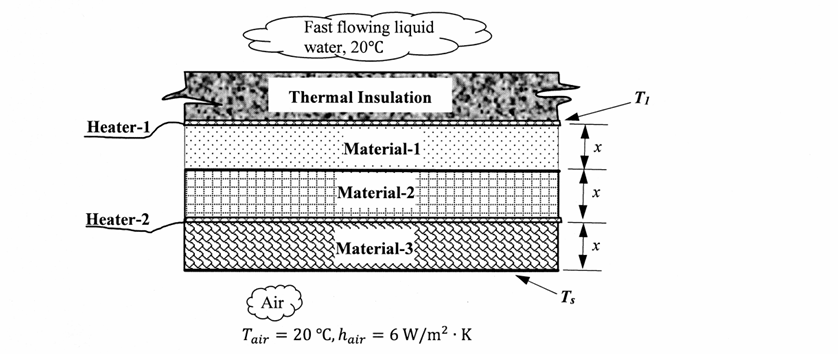 Fast flowing liquid
water, 20°C
Thermal Insulation
T1
Heater-1
Material-1
x
Material-2
x
Heater-2
Material-3
x
Ts
Air
Tair = 20 °C, hair = 6 W/m² · K